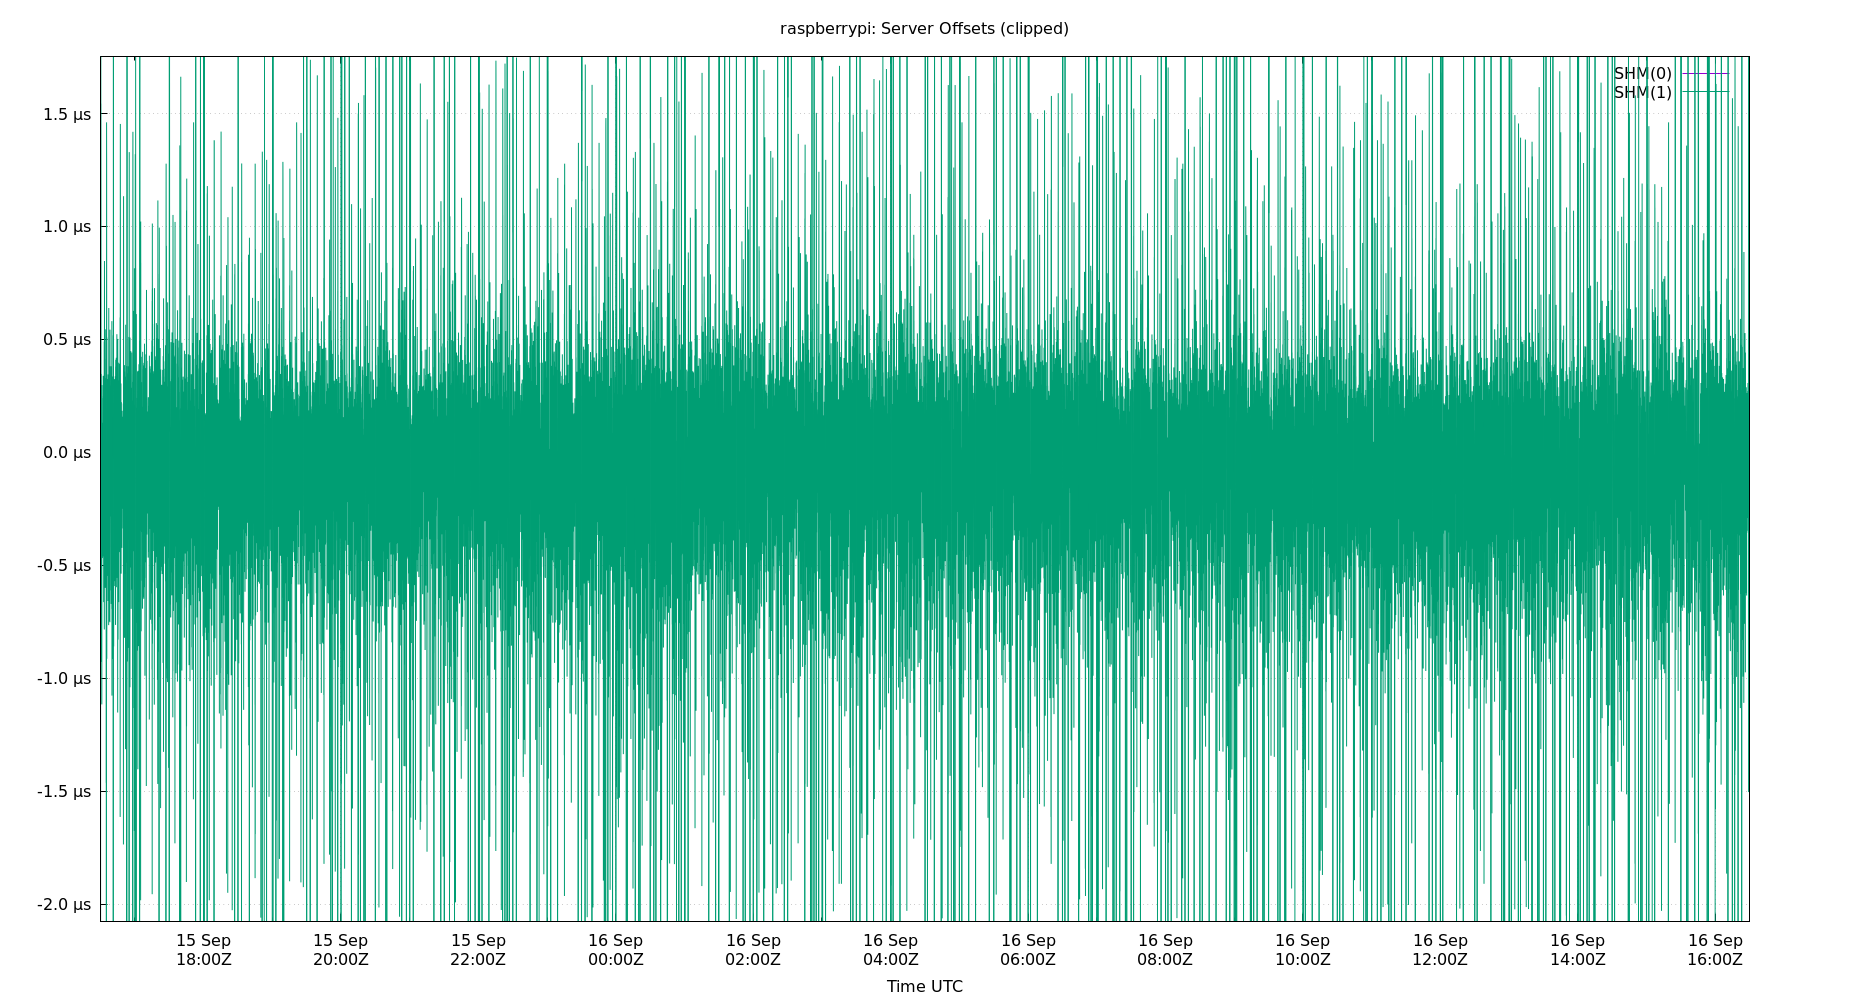 raspberrypi: Server Offsets (clipped)
SHM(0)
SHM(1)
1.5 µs
1.0 µs
0.5 µs
0.0 µs
-0.5 µs
-1.0 µs
-1.5 µs
-2.0 µs
15 Sep 15 Sep 15 Sep 16 Sep 16 Sep 16 Sep 16 Sep 16 Sep 16 Sep 16 Sep 16 Sep 16 Sep
18:00Z 20:00Z 22:00Z 00:00Z 02:00Z 04:00Z 06:00Z 08:00Z 10:00Z 12:00Z 14:00Z 16:00Z
Time UTC